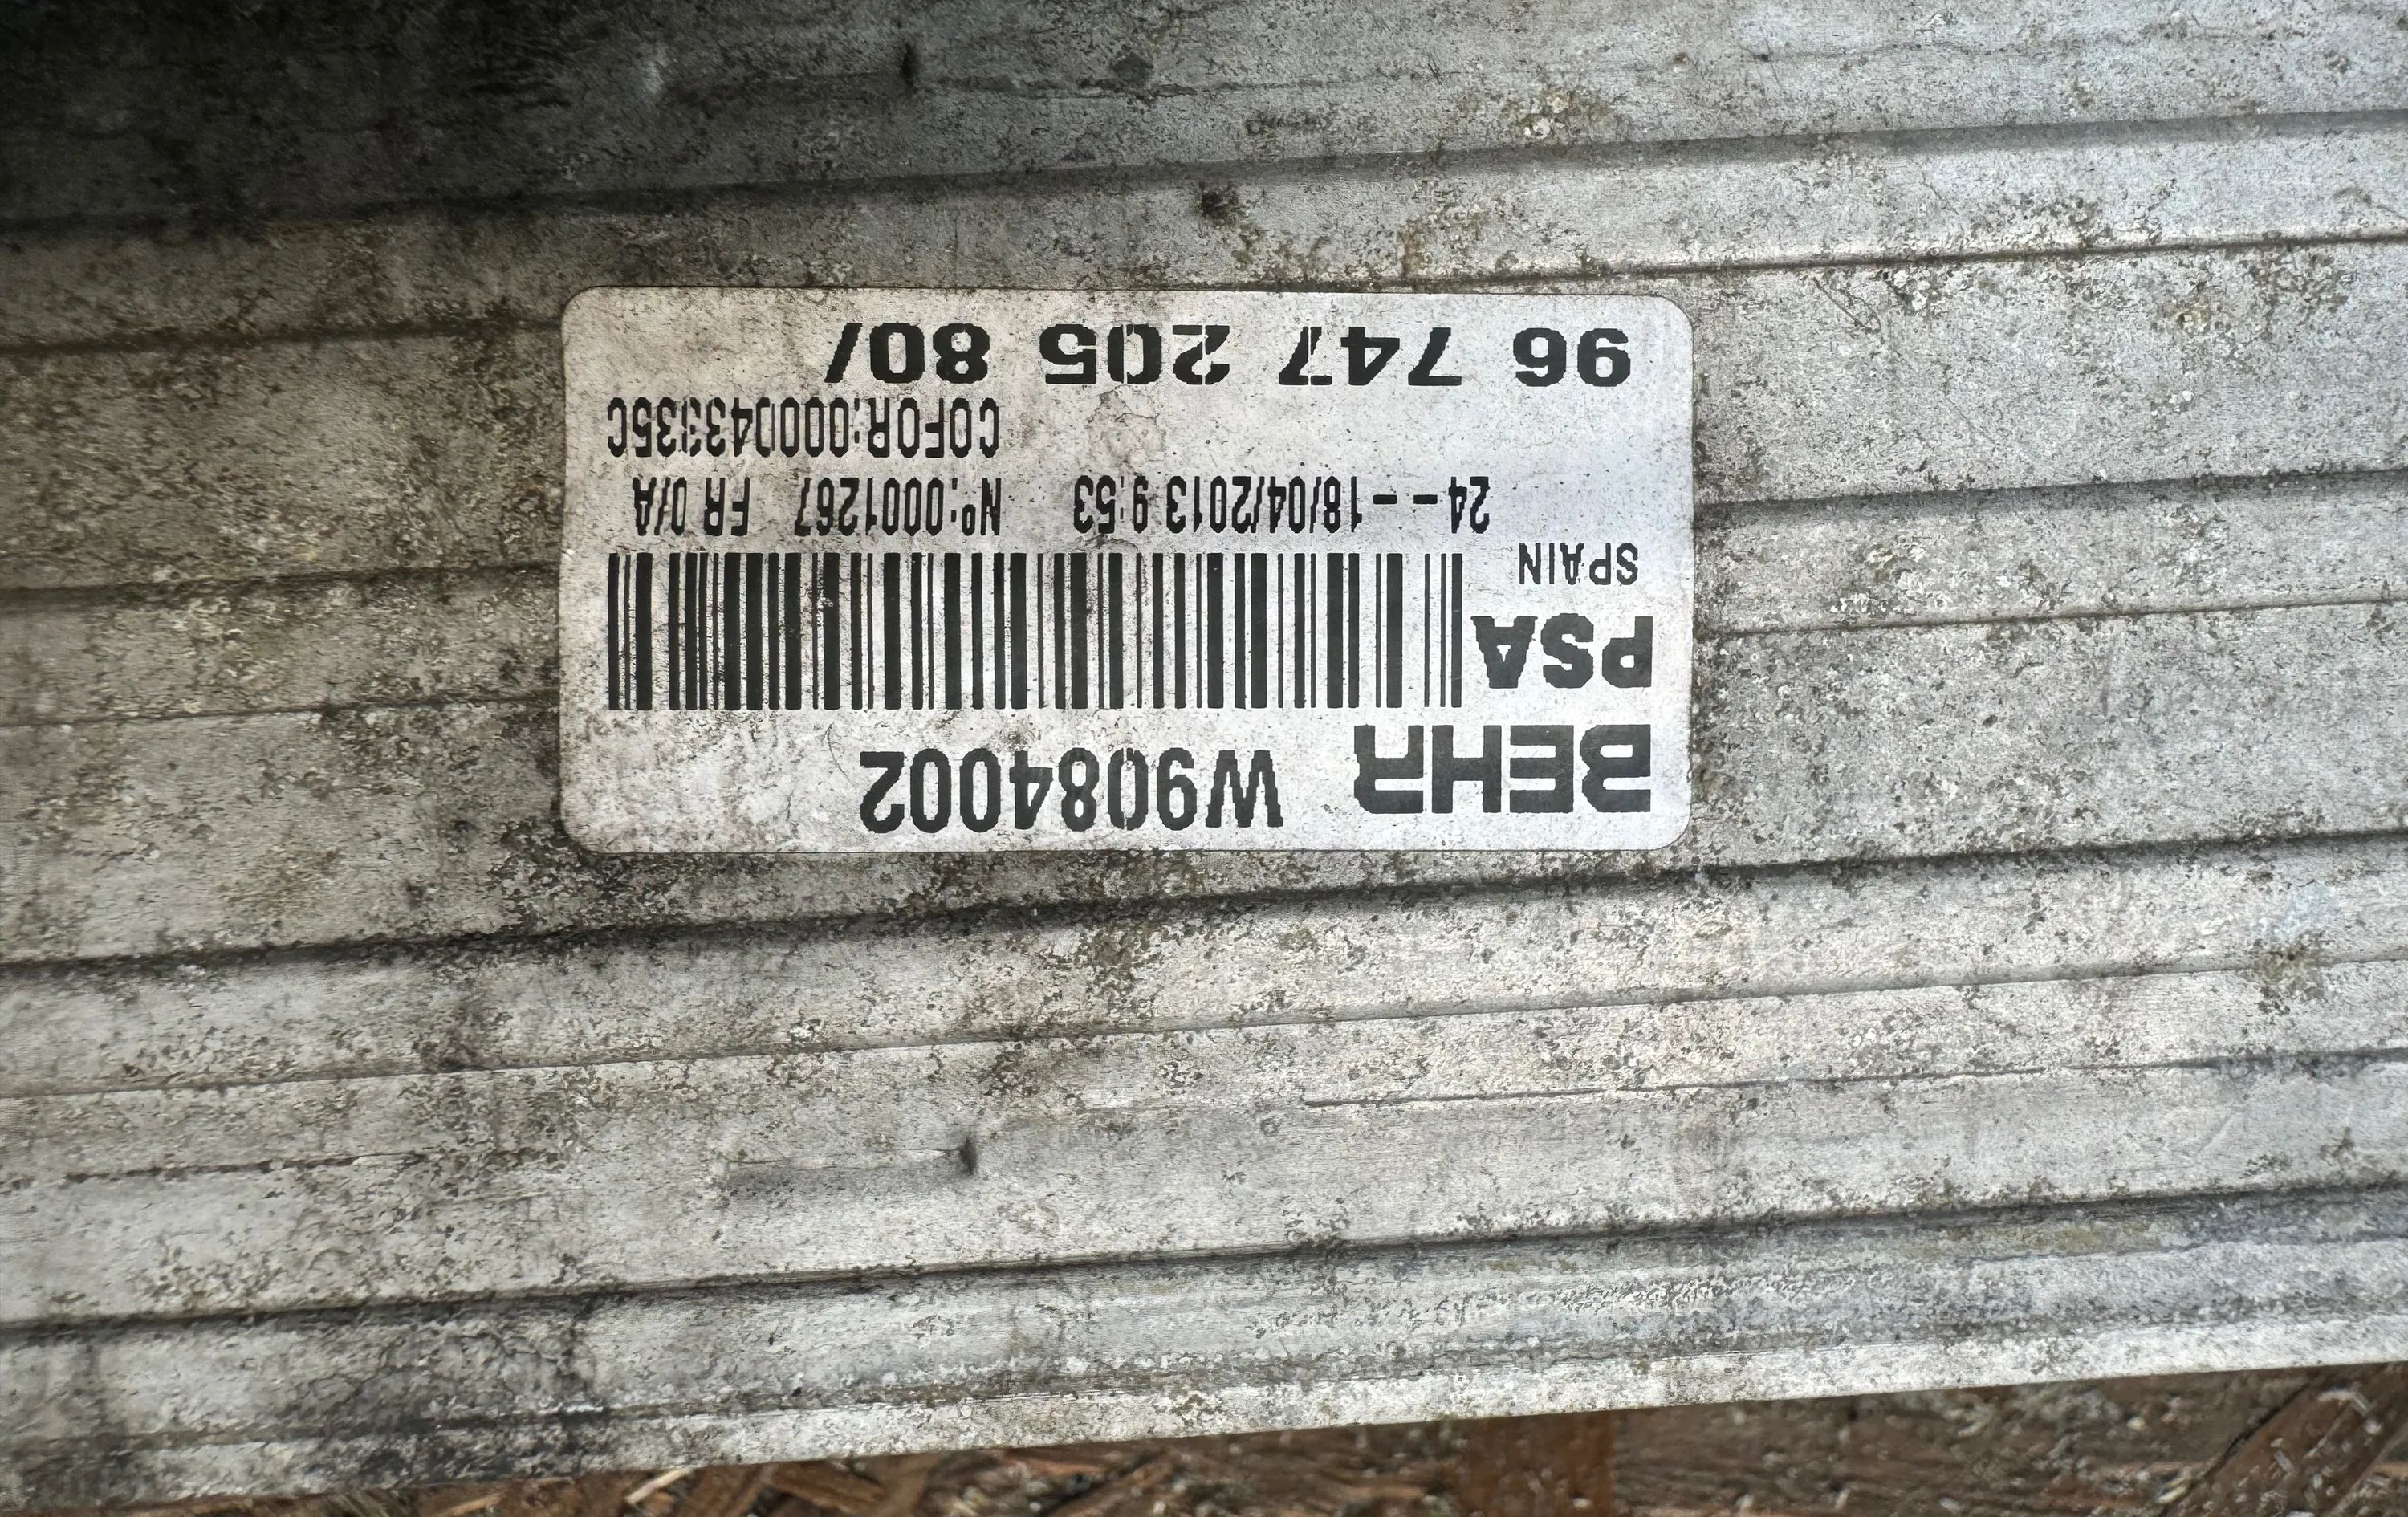 BEHR W9084002
PSA
SPAIN
24 - - 18/04/2013 9:53 Nº.:0001267 FR 0/A
COFOR:000043335C
96 747 205 80/